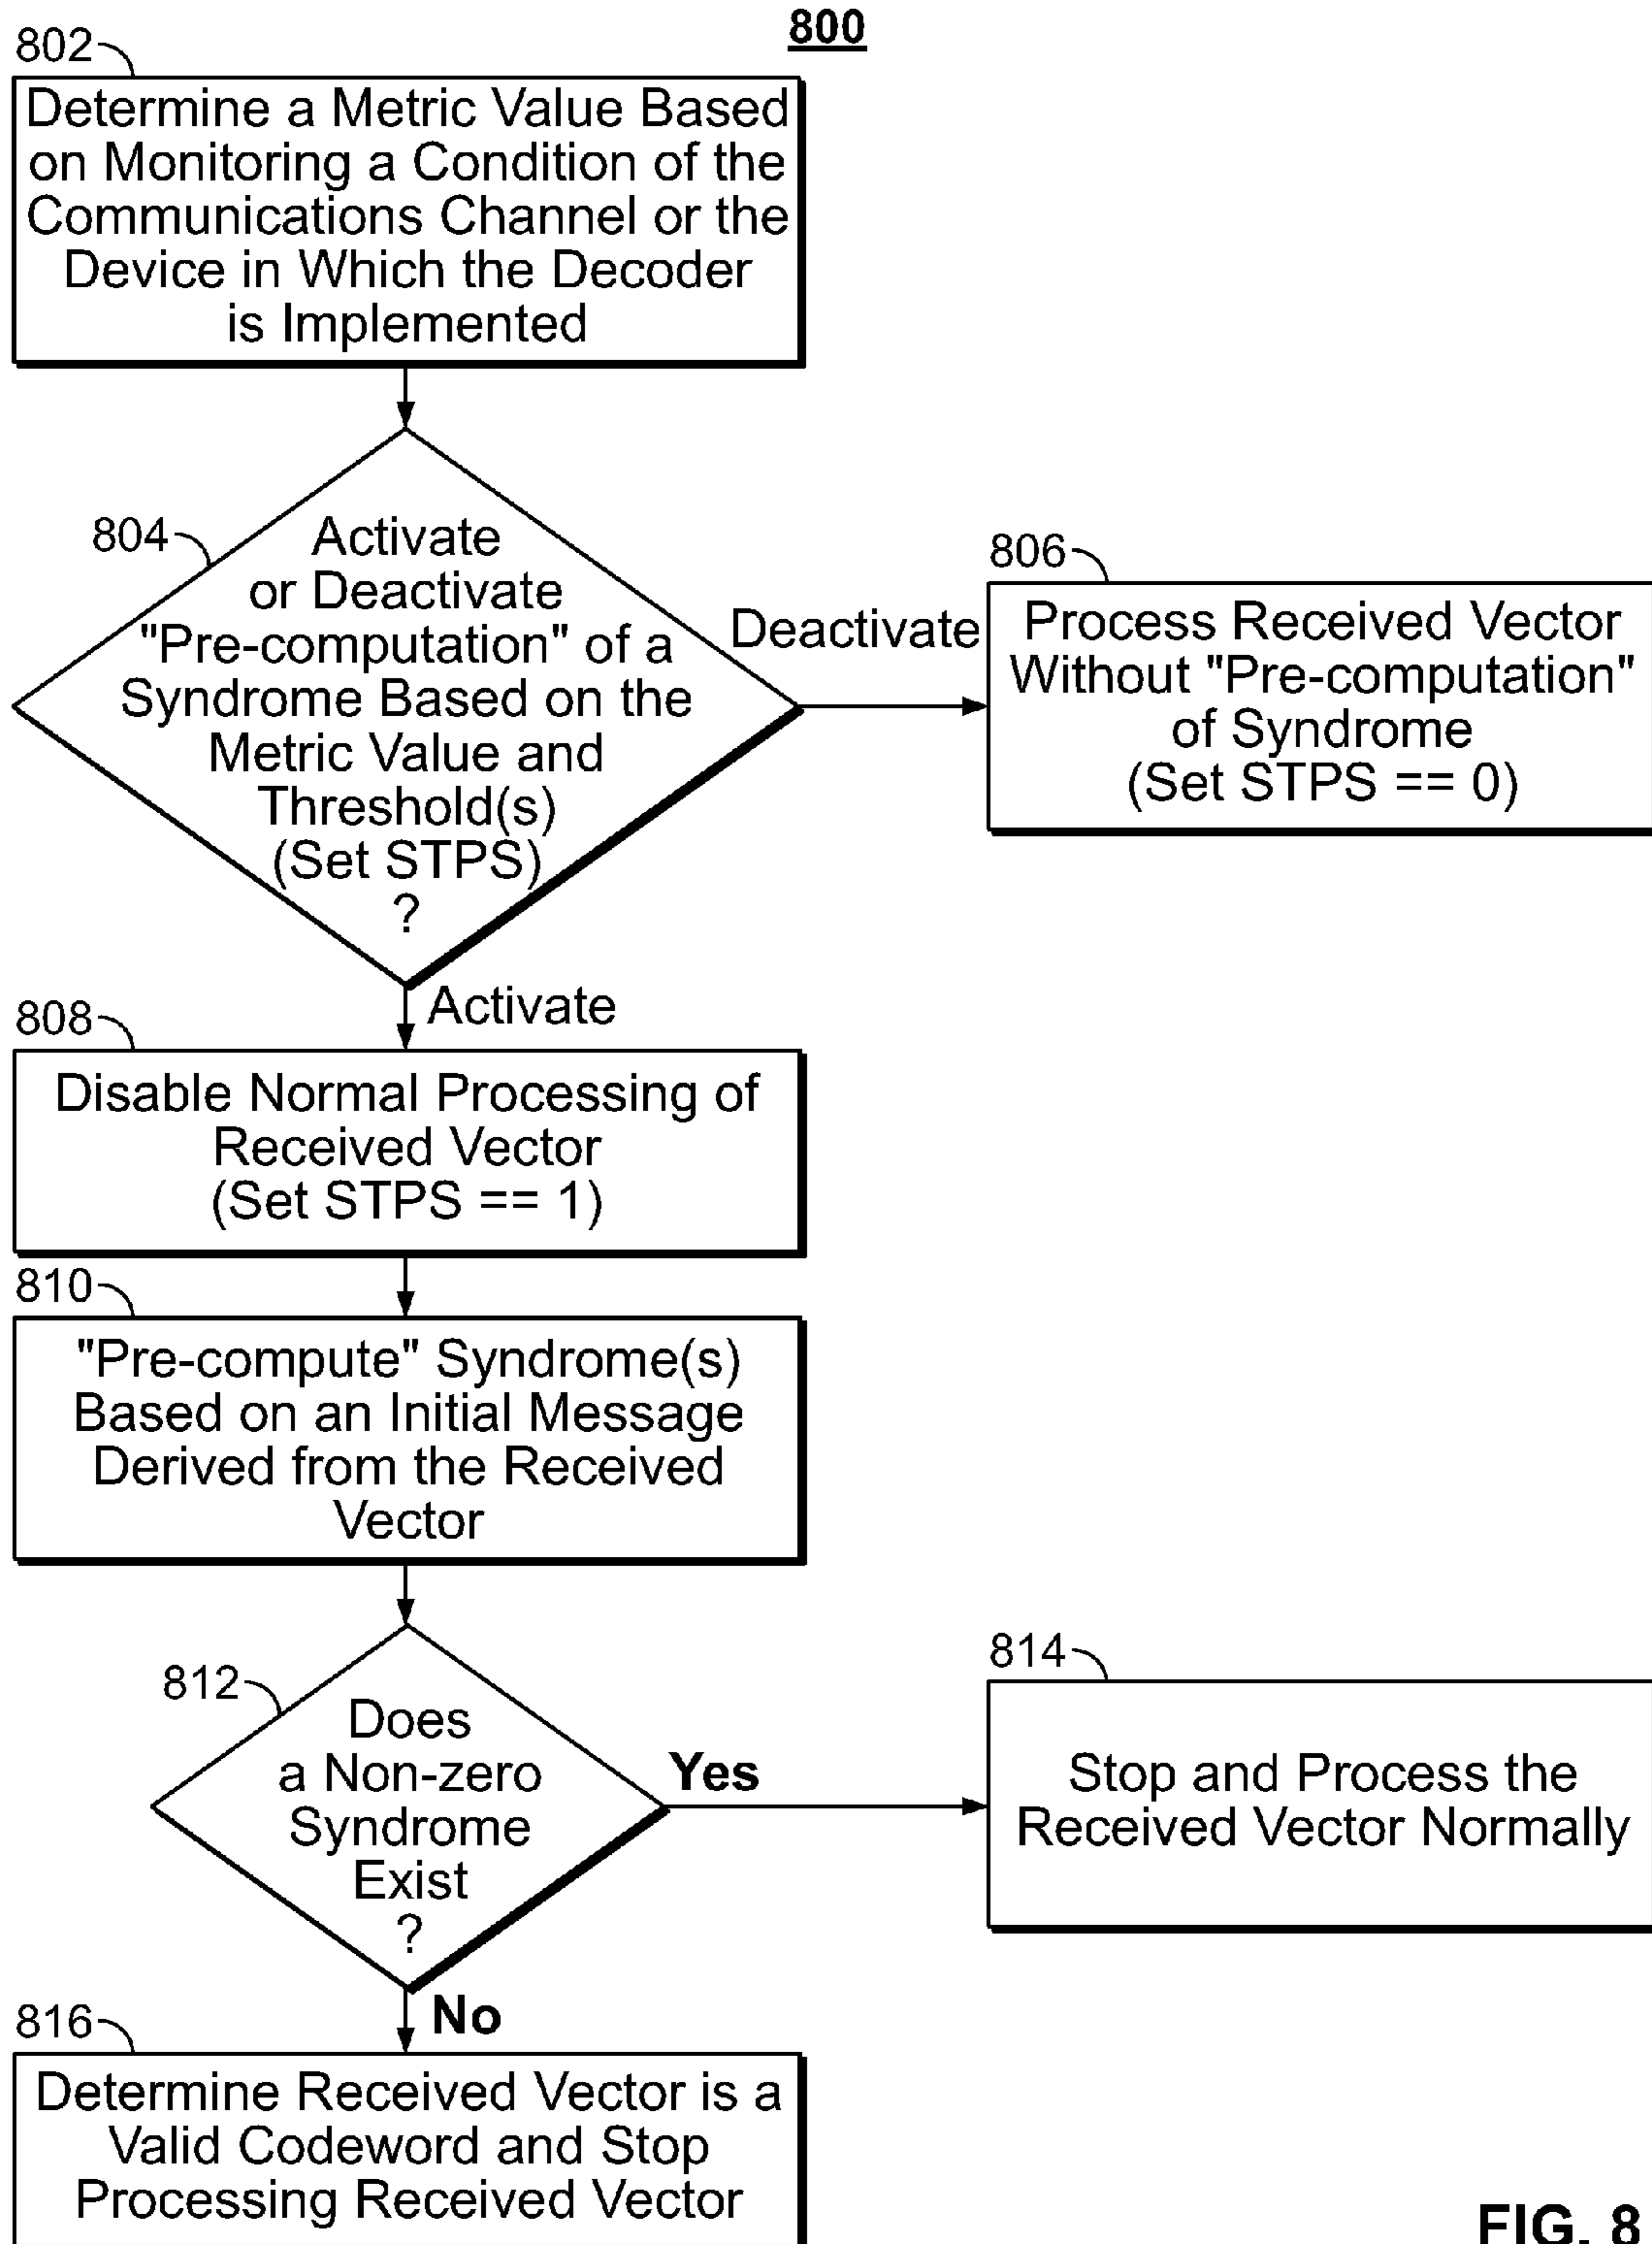 800
802
Determine a Metric Value Based
on Monitoring a Condition of the
Communications Channel or the
Device in Which the Decoder
is Implemented
804
Activate
or Deactivate
"Pre-computation" of a
Syndrome Based on the
Metric Value and
Threshold(s)
(Set STPS)
?
Deactivate
806
Process Received Vector
Without "Pre-computation"
of Syndrome
(Set STPS == 0)
Activate
808
Disable Normal Processing of
Received Vector
(Set STPS == 1)
810
"Pre-compute" Syndrome(s)
Based on an Initial Message
Derived from the Received
Vector
812
Does
a Non-zero
Syndrome
Exist
?
Yes
814
Stop and Process the
Received Vector Normally
No
816
Determine Received Vector is a
Valid Codeword and Stop
Processing Received Vector
FIG. 8